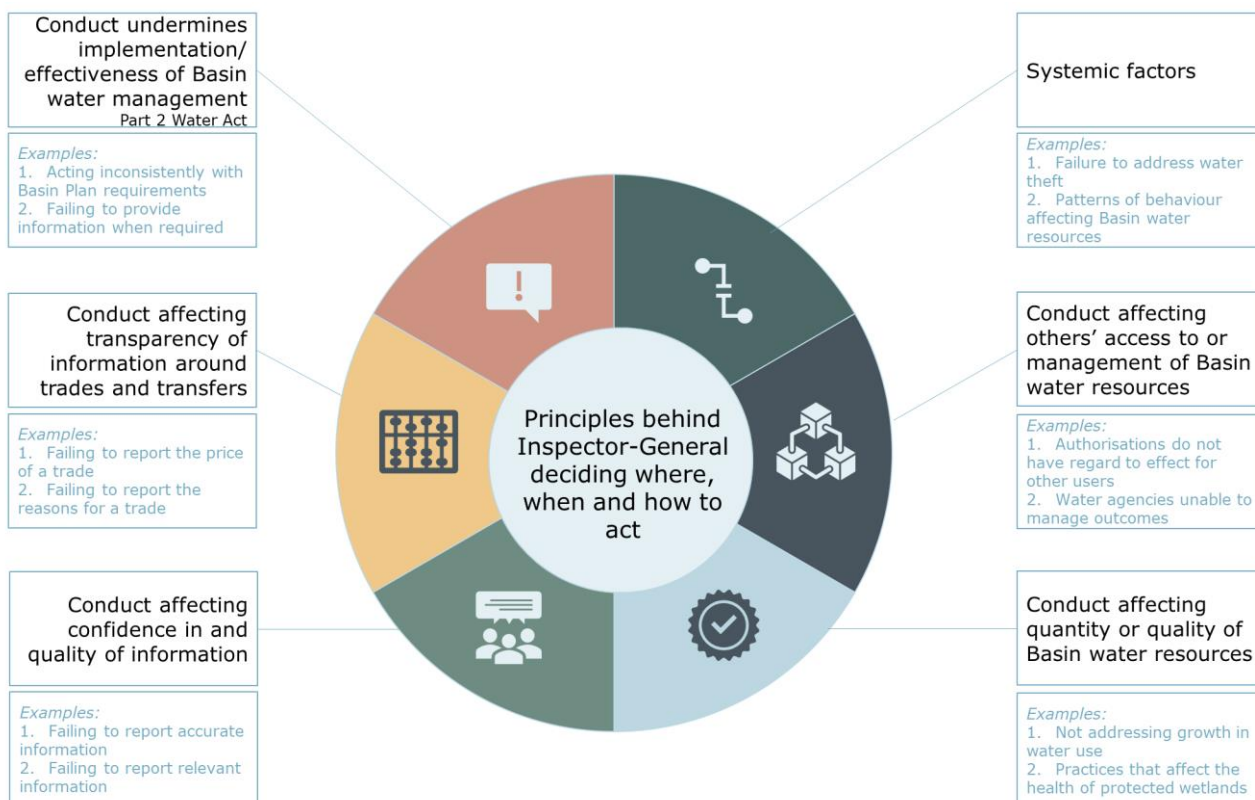 Conduct undermines
implementation/
effectiveness of Basin
water management
Part 2 Water Act
Examples:
1. Acting inconsistently with
Basin Plan requirements
2. Failing to provide
information when required
Conduct affecting
transparency of
information around
trades and transfers
Examples:
1. Failing to report the price
of a trade
2. Failing to report the
reasons for a trade
Conduct affecting
confidence in and
quality of information
Examples:
1. Failing to report accurate
information
2. Failing to report relevant
information
Principles behind
Inspector-General
deciding where,
when and how to
act
Systemic factors
Examples:
1. Failure to address water
theft
2. Patterns of behaviour
affecting Basin water
resources
Conduct affecting
others’ access to or
management of Basin
water resources
Examples:
1. Authorisations do not
have regard to effect for
other users
2. Water agencies unable to
manage outcomes
Conduct affecting
quantity or quality of
Basin water resources
Examples:
1. Not addressing growth in
water use
2. Practices that affect the
health of protected wetlands